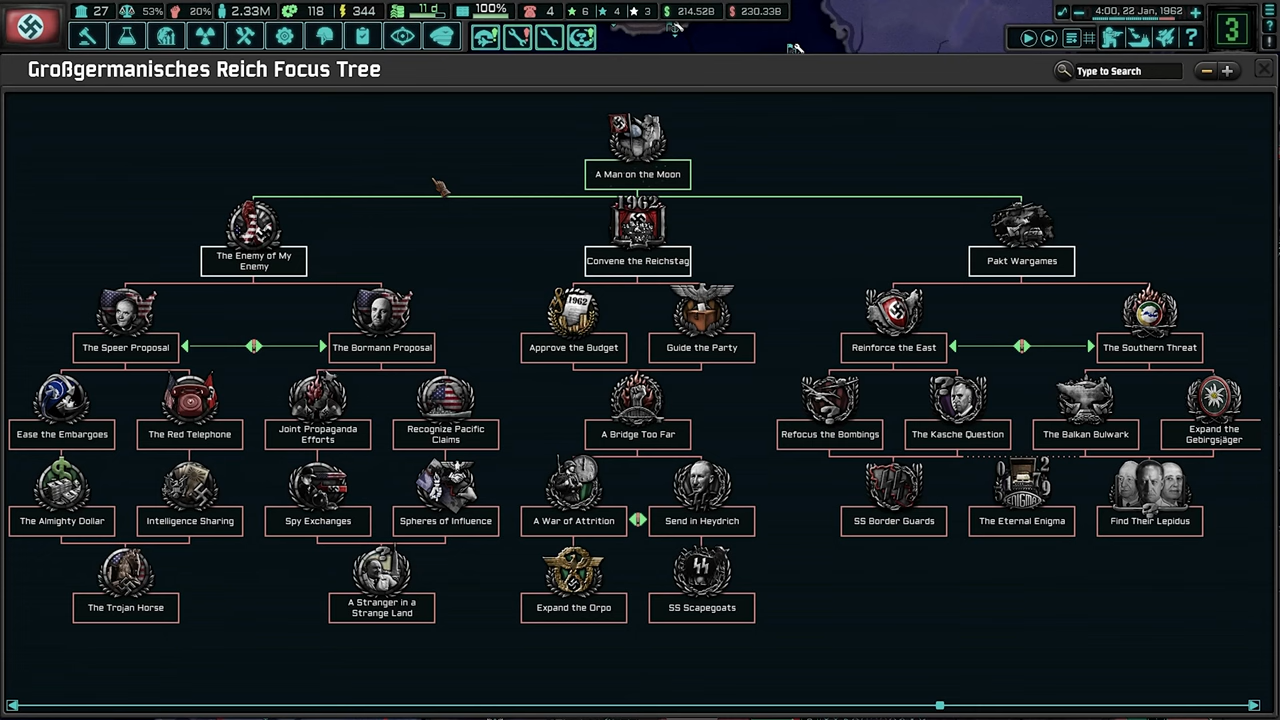 27 53% 20% 2.33M 118 344 11 d 100% 4 6 4 3 214.52B 230.33B 4:00, 22 Jan, 1962
3
Großgermanisches Reich Focus Tree
Type to Search
A Man on the Moon
1962
The Enemy of My
Enemy
Convene the Reichstag
Pakt Wargames
1962
The Speer Proposal
The Bormann Proposal
Approve the Budget
Guide the Party
Reinforce the East
The Southern Threat
Ease the Embargoes
The Red Telephone
Joint Propaganda
Efforts
Recognize Pacific
Claims
A Bridge Too Far
Refocus the Bombings
The Kasche Question
The Balkan Bulwark
Expand the
Gebirgsjäger
ENIGMA
The Almighty Dollar
Intelligence Sharing
Spy Exchanges
Spheres of Influence
A War of Attrition
Send in Heydrich
SS Border Guards
The Eternal Enigma
Find Their Lepidus
The Trojan Horse
A Stranger in a
Strange Land
Expand the Orpo
SS Scapegoats